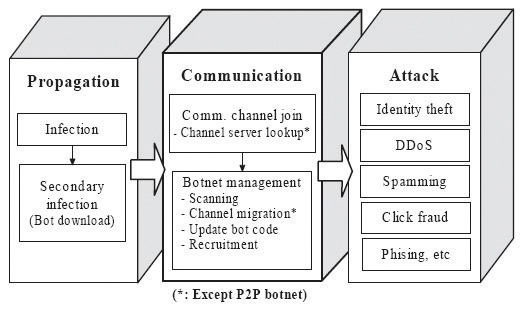 Propagation
Infection
Secondary
infection
(Bot download)
Communication
Comm. channel join
- Channel server lookup*
Botnet management
- Scanning
- Channel migration*
- Update bot code
- Recruitment
Attack
Identity theft
DDoS
Spamming
Click fraud
Phising, etc
(*: Except P2P botnet)